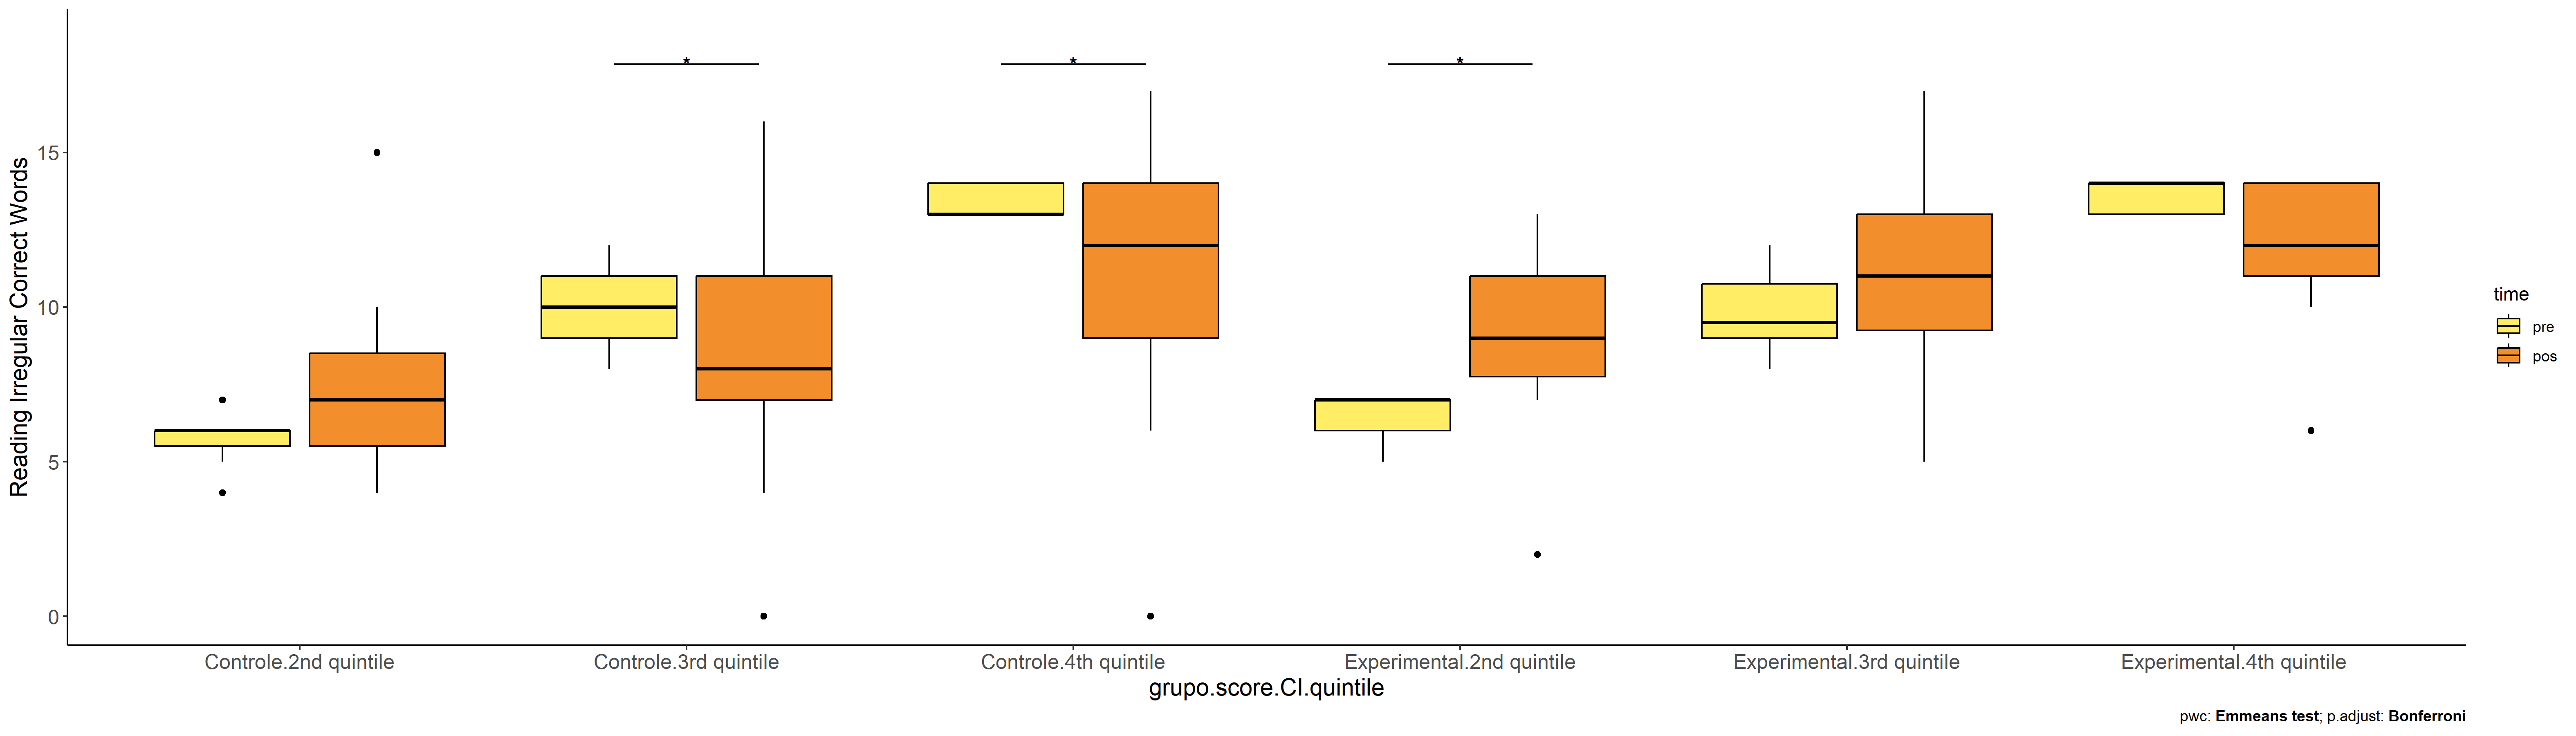 Reading Irregular Correct Words
15
10
5
0
*
*
*
Controle.2nd quintile
Controle.3rd quintile
Controle.4th quintile
Experimental.2nd quintile
Experimental.3rd quintile
Experimental.4th quintile
grupo.score.CI.quintile
time
pre
pos
pwc: Emmeans test; p.adjust: Bonferroni